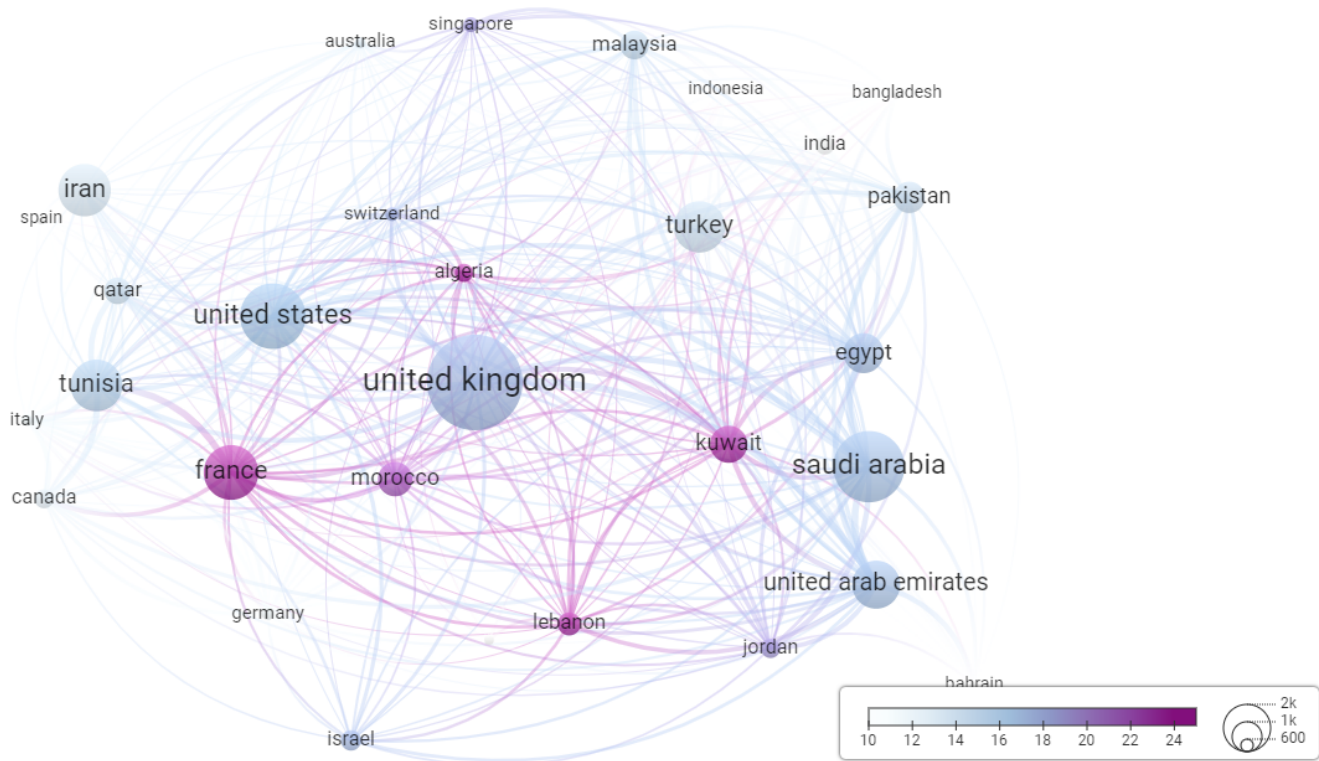 singapore
australia
malaysia
indonesia
bangladesh
india
iran
pakistan
spain
switzerland
turkey
algeria
qatar
united states
egypt
tunisia
united kingdom
italy
kuwait
saudi arabia
france
morocco
canada
united arab emirates
germany
lebanon
jordan
bahrain
israel
2k
1k
600
10 12 14 16 18 20 22 24